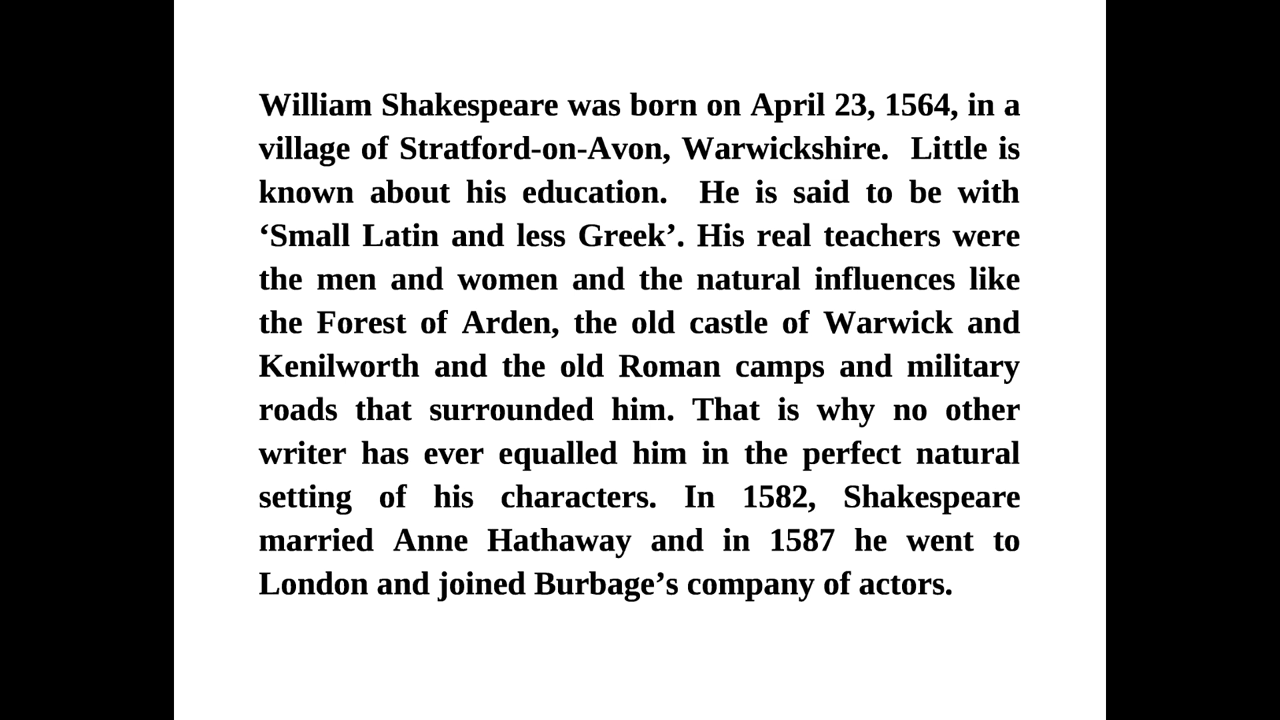 William Shakespeare was born on April 23, 1564, in a
village of Stratford-on-Avon, Warwickshire.  Little is
known about his education.  He is said to be with
‘Small Latin and less Greek’. His real teachers were
the men and women and the natural influences like
the Forest of Arden, the old castle of Warwick and
Kenilworth and the old Roman camps and military
roads that surrounded him. That is why no other
writer has ever equalled him in the perfect natural
setting of his characters. In 1582, Shakespeare
married Anne Hathaway and in 1587 he went to
London and joined Burbage’s company of actors.